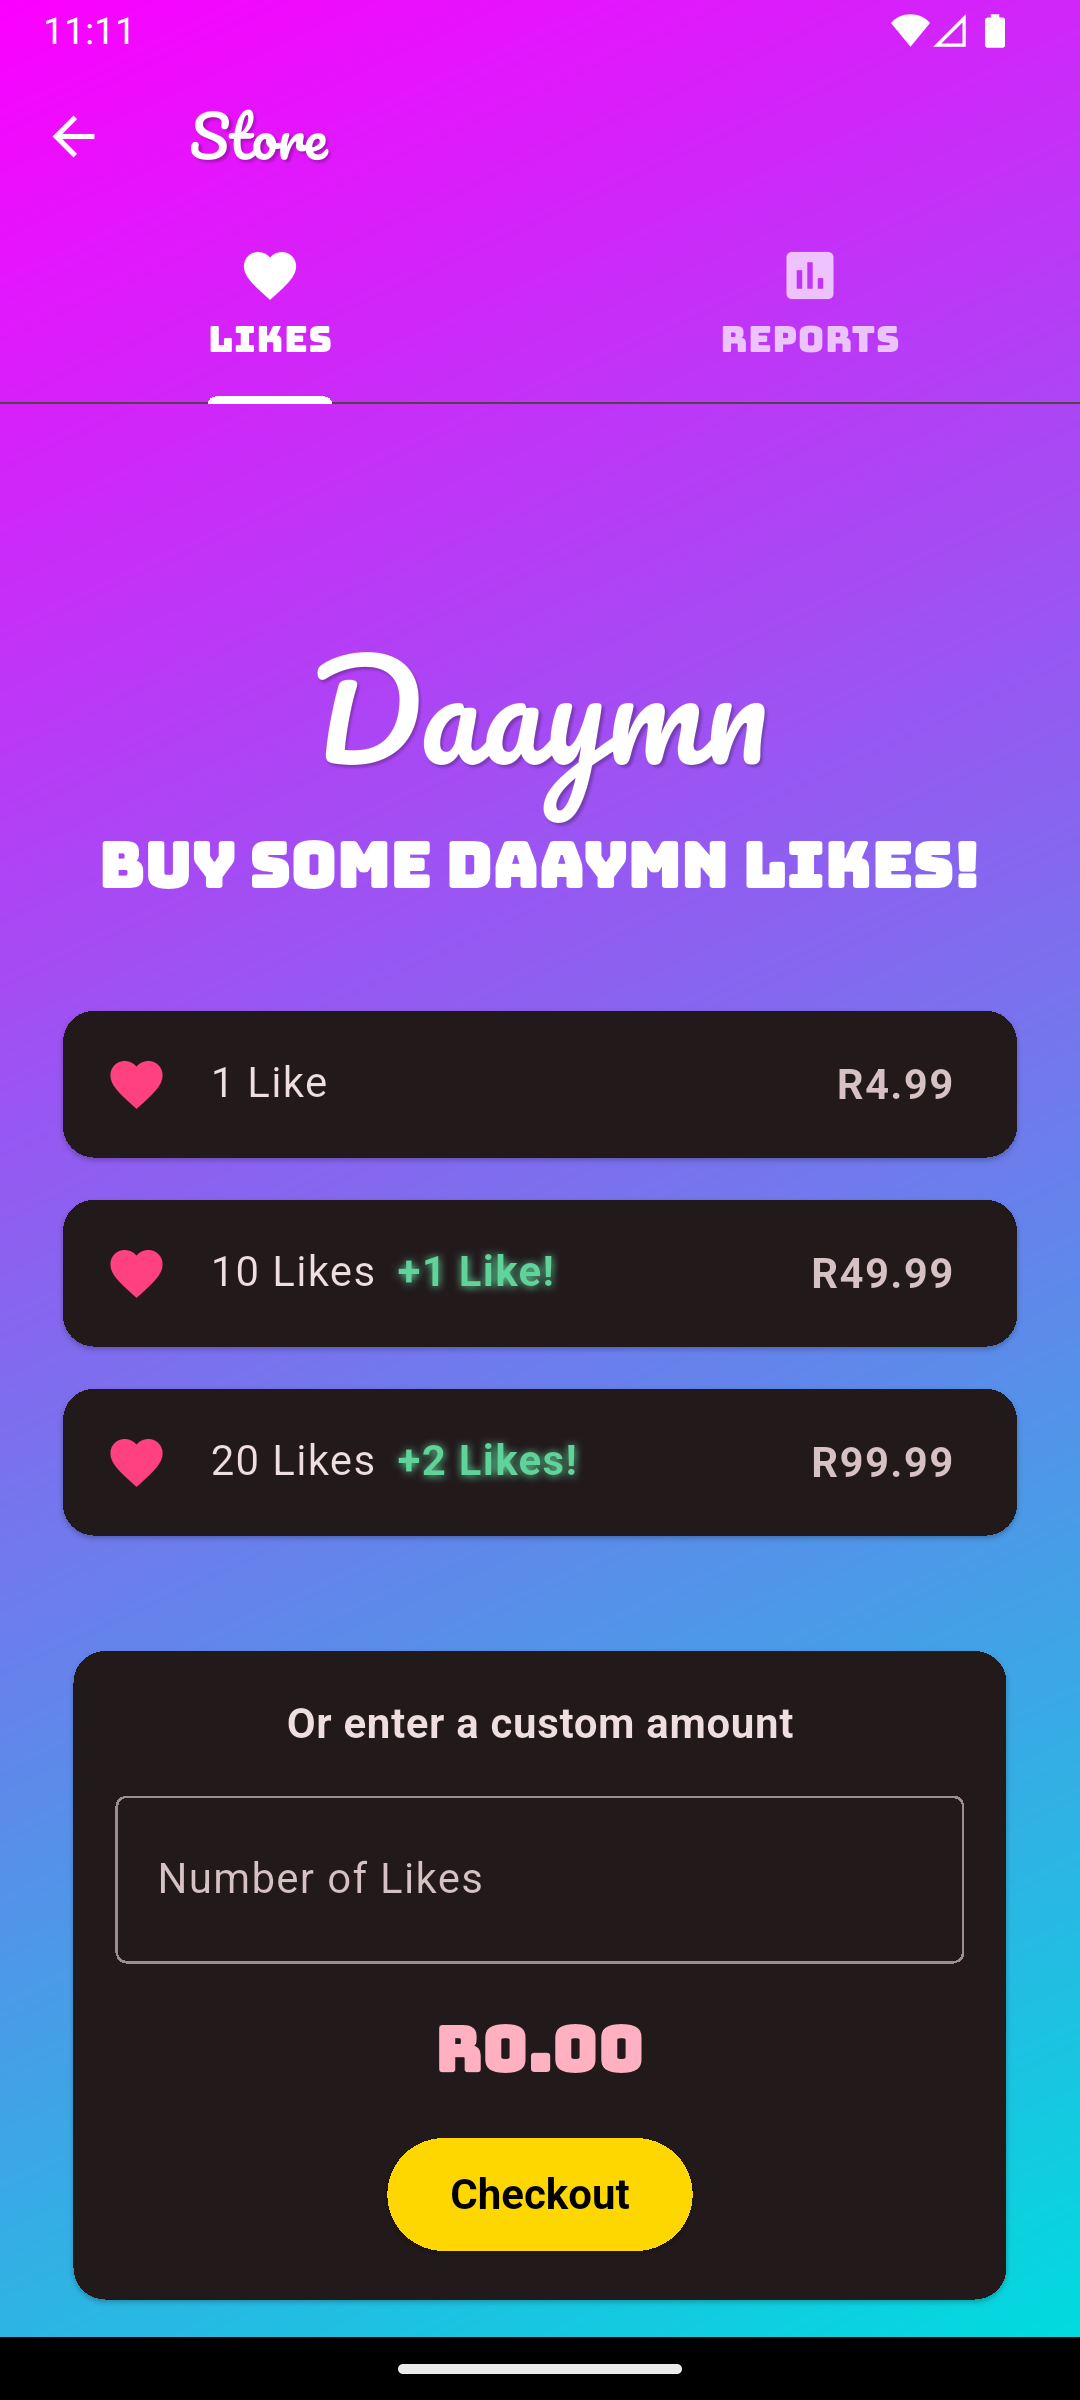 11:11
Store
LIKES
REPORTS
Daaymn
BUY SOME DAAYMN LIKES!
1 Like R4.99
10 Likes +1 Like! R49.99
20 Likes +2 Likes! R99.99
Or enter a custom amount
Number of Likes
R0.00
Checkout